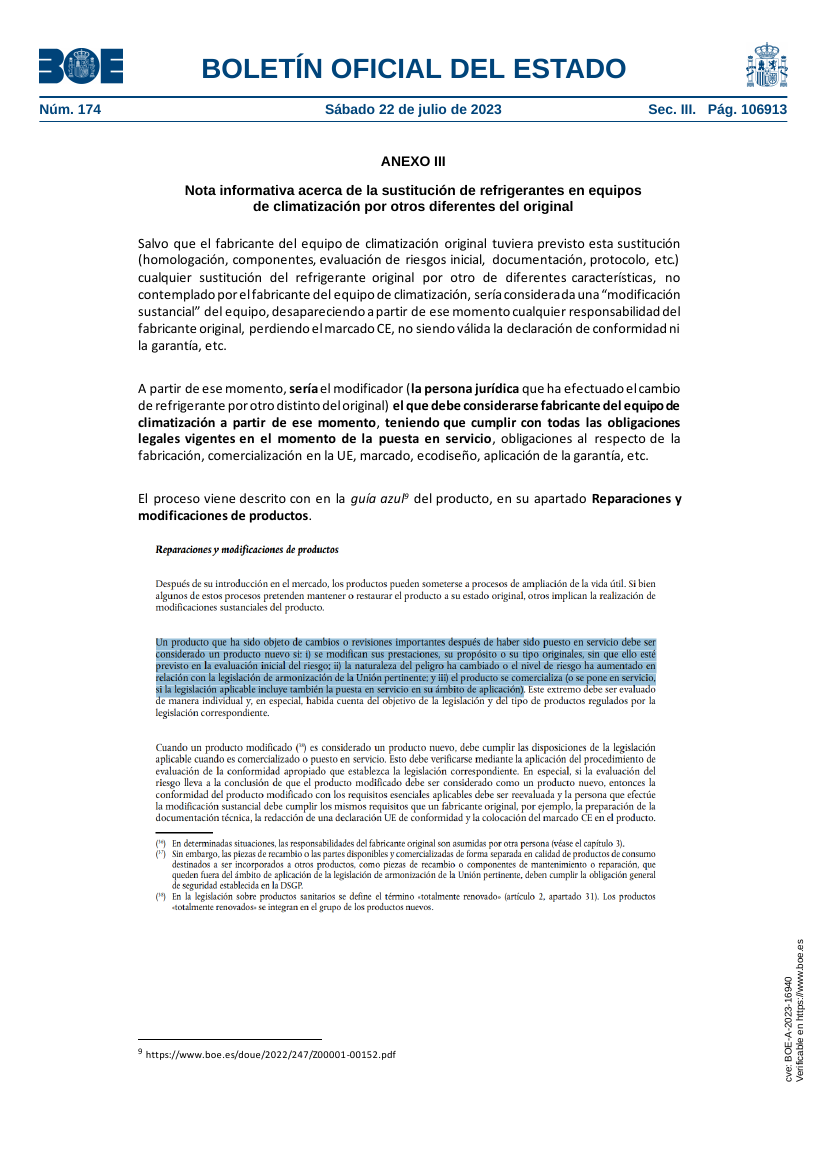 BOE
BOLETÍN OFICIAL DEL ESTADO
Núm. 174 Sábado 22 de julio de 2023 Sec. III. Pág. 106913
ANEXO III
Nota informativa acerca de la sustitución de refrigerantes en equipos
de climatización por otros diferentes del original
Salvo que el fabricante del equipo de climatización original tuviera previsto esta sustitución
(homologación, componentes, evaluación de riesgos inicial, documentación, protocolo, etc.)
cualquier sustitución del refrigerante original por otro de diferentes características, no
contemplado por el fabricante del equipo de climatización, sería considerada una “modificación
sustancial” del equipo, desapareciendo a partir de ese momento cualquier responsabilidad del
fabricante original, perdiendo el marcado CE, no siendo válida la declaración de conformidad ni
la garantía, etc.
A partir de ese momento, sería el modificador (la persona jurídica que ha efectuado el cambio
de refrigerante por otro distinto del original) el que debe considerarse fabricante del equipo de
climatización a partir de ese momento, teniendo que cumplir con todas las obligaciones
legales vigentes en el momento de la puesta en servicio, obligaciones al respecto de la
fabricación, comercialización en la UE, marcado, ecodiseño, aplicación de la garantía, etc.
El proceso viene descrito con en la guía azul⁹ del producto, en su apartado Reparaciones y
modificaciones de productos.
Reparaciones y modificaciones de productos
Después de su introducción en el mercado, los productos pueden someterse a procesos de ampliación de la vida útil. Si bien
algunos de estos procesos pretenden mantener o restaurar el producto a su estado original, otros implican la realización de
modificaciones sustanciales del producto.
Un producto que ha sido objeto de cambios o revisiones importantes después de haber sido puesto en servicio debe ser
considerado un producto nuevo si: i) se modifican sus prestaciones, su propósito o su tipo originales, sin que ello esté
previsto en la evaluación inicial del riesgo; ii) la naturaleza del peligro ha cambiado o el nivel de riesgo ha aumentado en
relación con la legislación de armonización de la Unión pertinente; y iii) el producto se comercializa (o se pone en servicio,
si la legislación aplicable incluye también la puesta en servicio en su ámbito de aplicación). Este extremo debe ser evaluado
de manera individual y, en especial, habida cuenta del objetivo de la legislación y del tipo de productos regulados por la
legislación correspondiente.
Cuando un producto modificado (³⁸) es considerado un producto nuevo, debe cumplir las disposiciones de la legislación
aplicable cuando es comercializado o puesto en servicio. Esto debe verificarse mediante la aplicación del procedimiento de
evaluación de la conformidad apropiado que establezca la legislación correspondiente. En especial, si la evaluación del
riesgo lleva a la conclusión de que el producto modificado debe ser considerado como un producto nuevo, entonces la
conformidad del producto modificado con los requisitos esenciales aplicables debe ser reevaluada y la persona que efectúe
la modificación sustancial debe cumplir los mismos requisitos que un fabricante original, por ejemplo, la preparación de la
documentación técnica, la redacción de una declaración UE de conformidad y la colocación del marcado CE en el producto.
(³⁶) En determinadas situaciones, las responsabilidades del fabricante original son asumidas por otra persona (véase el capítulo 3).
(³⁷) Sin embargo, las piezas de recambio o las partes disponibles y comercializadas de forma separada en calidad de productos de consumo
destinados a ser incorporados a otros productos, como piezas de recambio o componentes de mantenimiento o reparación, que
queden fuera del ámbito de aplicación de la legislación de armonización de la Unión pertinente, deben cumplir la obligación general
de seguridad establecida en la DSGP.
(³⁸) En la legislación sobre productos sanitarios se define el término «totalmente renovado» (artículo 2, apartado 31). Los productos
«totalmente renovados» se integran en el grupo de los productos nuevos.
⁹ https://www.boe.es/doue/2022/247/Z00001-00152.pdf
cve: BOE-A-2023-16940
Verificable en https://www.boe.es